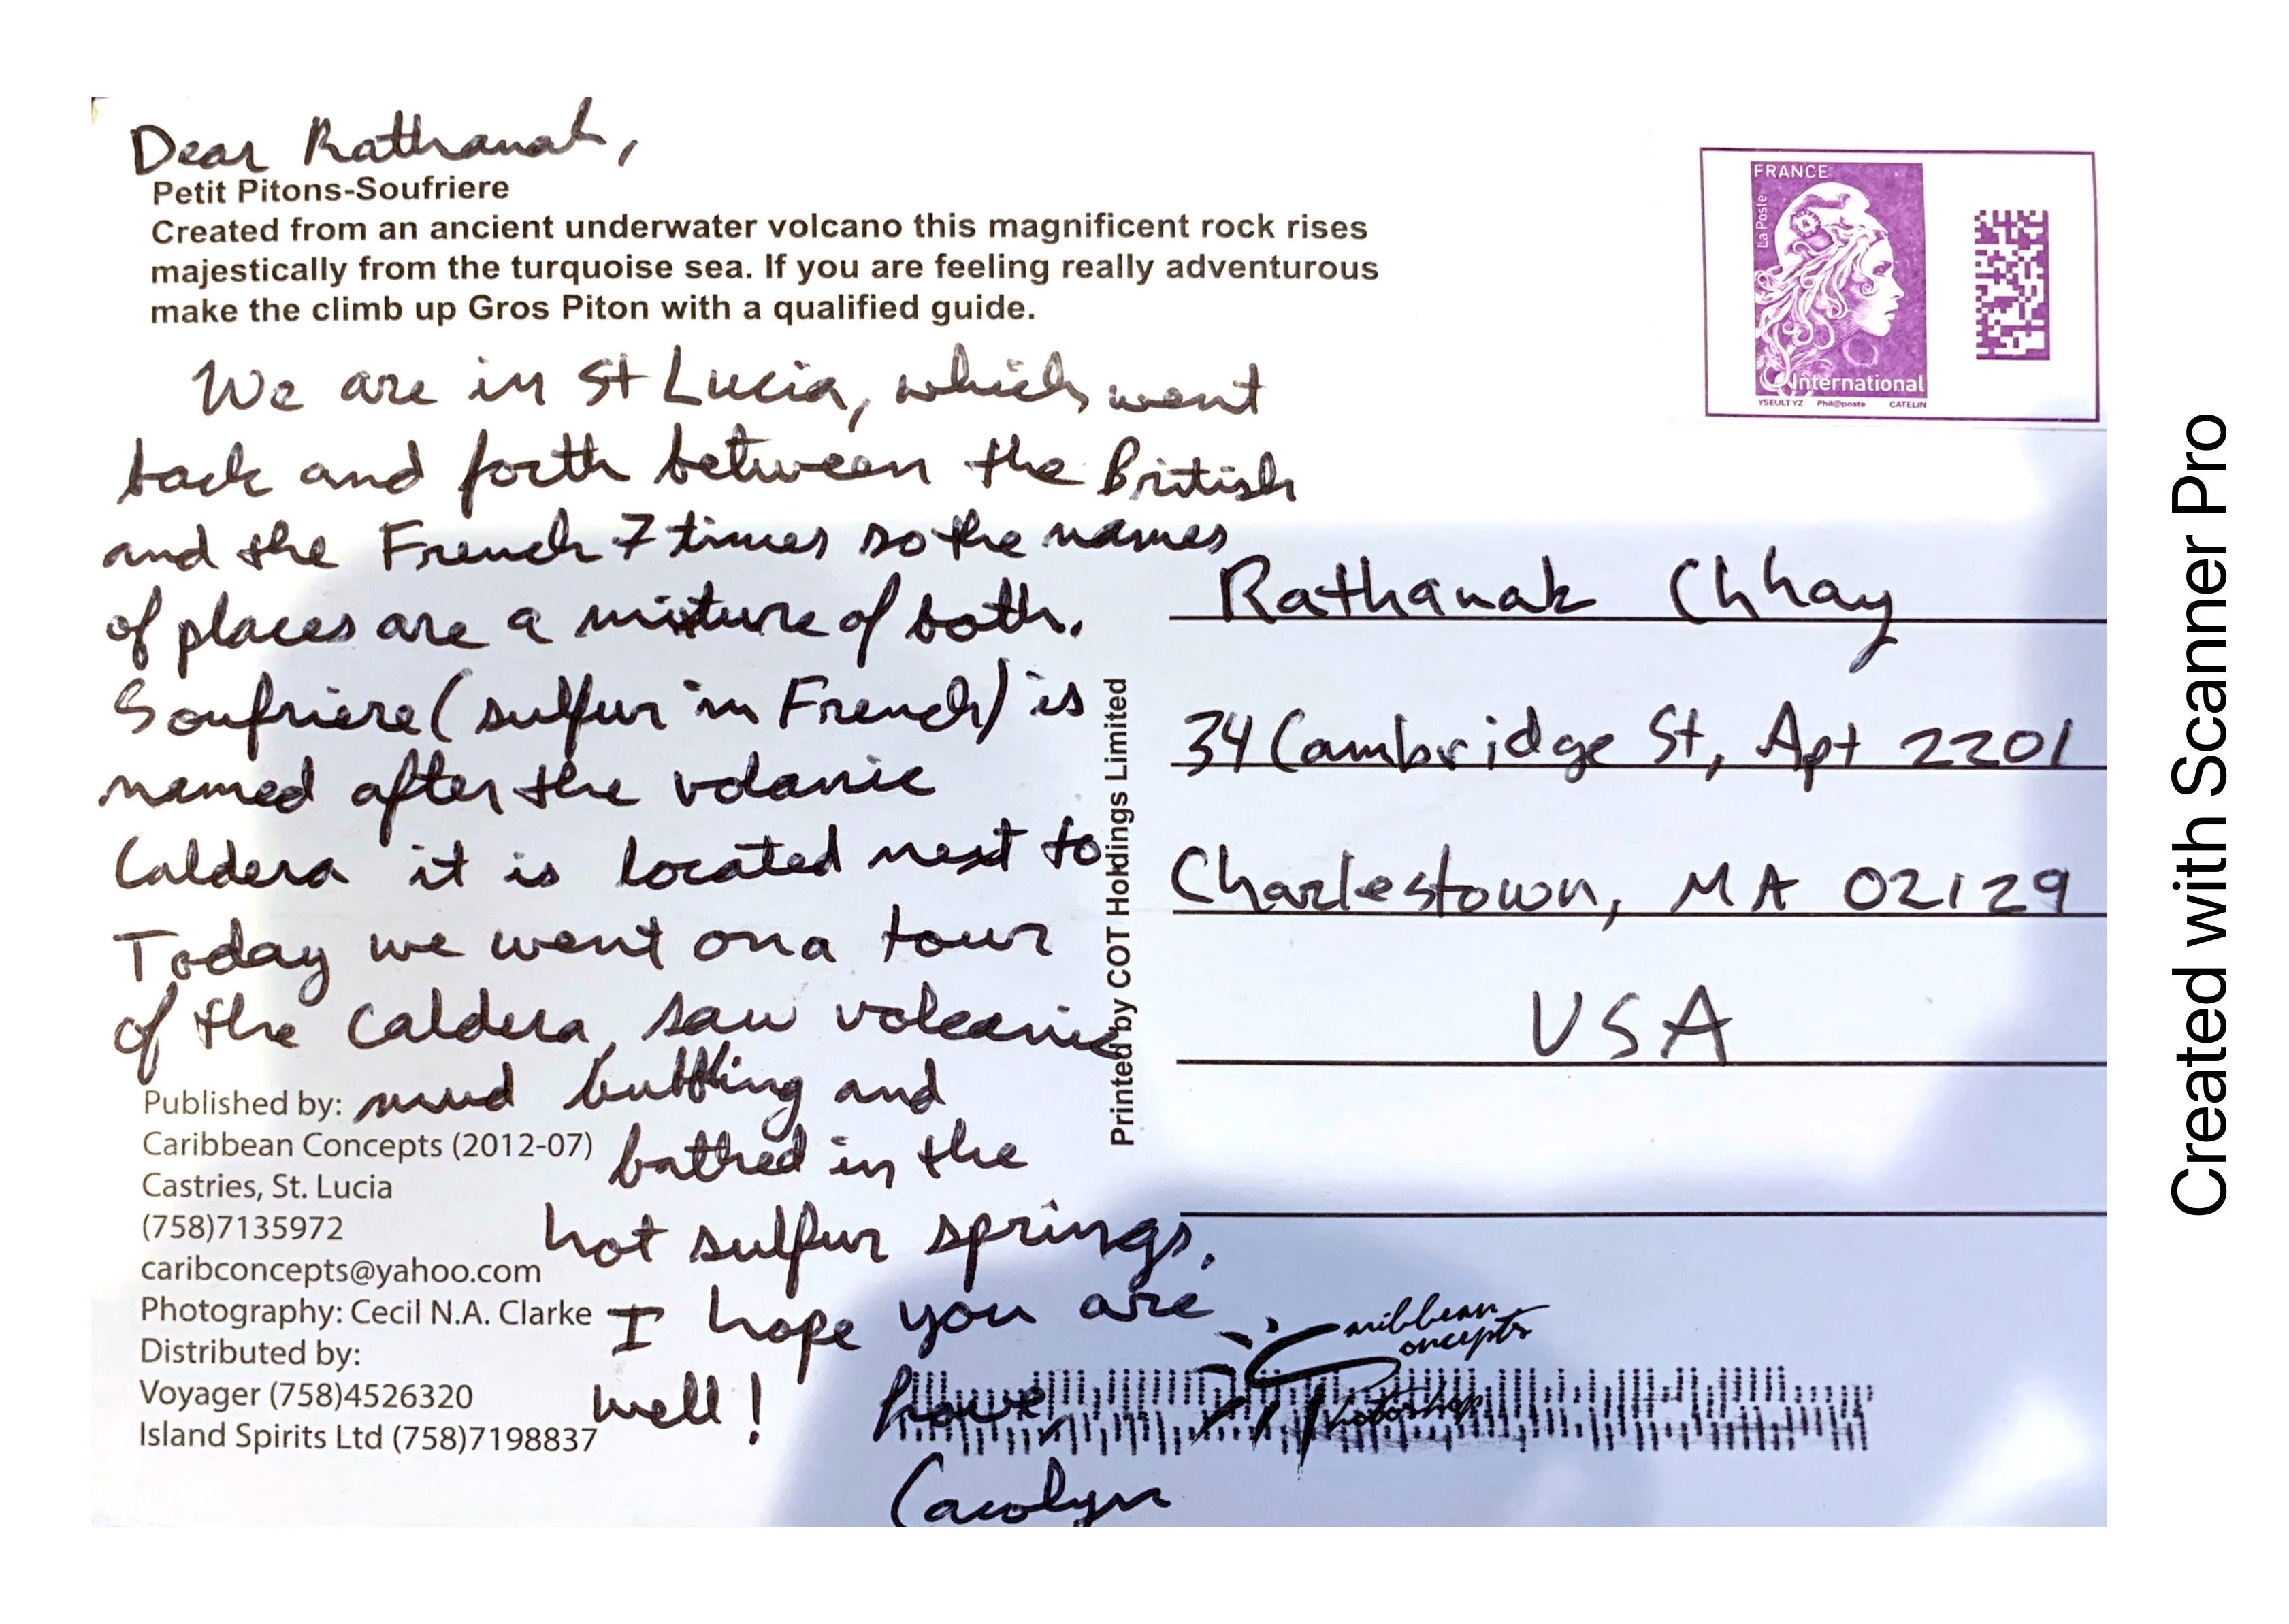 Dear Rathanak,
Petit Pitons-Soufriere
Created from an ancient underwater volcano this magnificent rock rises
majestically from the turquoise sea. If you are feeling really adventurous
make the climb up Gros Piton with a qualified guide.
We are in St Lucia, which went
back and forth between the British
and the French 7 times so the names
of places are a mixture of both.
Soufriere (sulfur in French) is
named after the volanic
Caldera it is located next to
Today we went on a tour
of the Caldera, saw volcanic
mud bubbling and
bathed in the
hot sulfur springs.
I hope you are
well!
Carolyn
Published by:
Caribbean Concepts (2012-07)
Castries, St. Lucia
(758)7135972
caribconcepts@yahoo.com
Photography: Cecil N.A. Clarke
Distributed by:
Voyager (758)4526320
Island Spirits Ltd (758)7198837
Printed by COT Holdings Limited
FRANCE
La Poste
International
YSEULT YZ Phil@poste CATELIN
Rathanak Chhay
34 Cambridge St, Apt 2201
Charlestown, MA 02129
USA
Caribbean
Concepts
Photoshop
Created with Scanner Pro